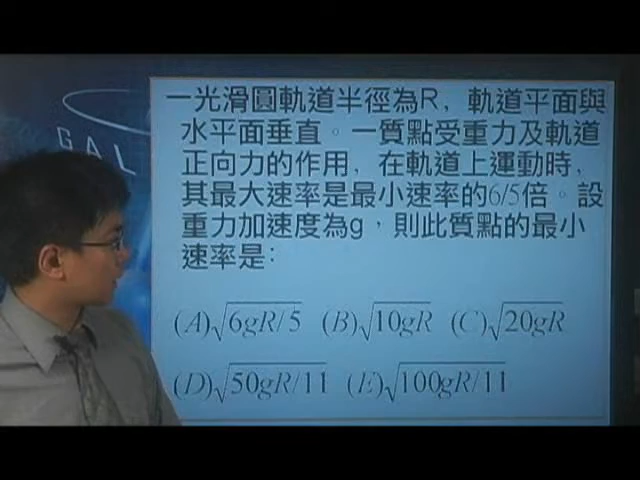 一光滑圓軌道半徑為R，軌道平面與
水平面垂直。一質點受重力及軌道
正向力的作用，在軌道上運動時，
其最大速率是最小速率的6/5倍。設
重力加速度為g，則此質點的最小
速率是：
(A)√6gR/5 (B)√10gR (C)√20gR
(D)√50gR/11 (E)√100gR/11
GAL